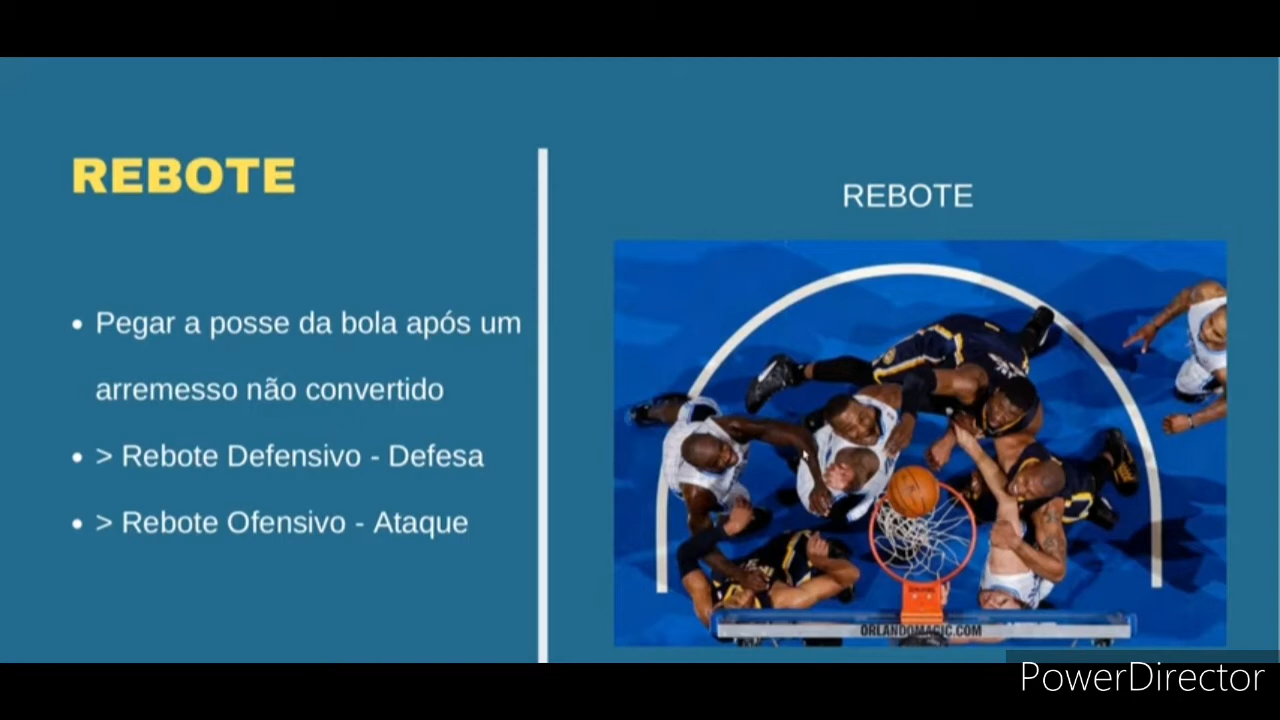 REBOTE
• Pegar a posse da bola após um
arremesso não convertido
• > Rebote Defensivo - Defesa
• > Rebote Ofensivo - Ataque
REBOTE
ORLANDOMAGIC.COM
PowerDirector